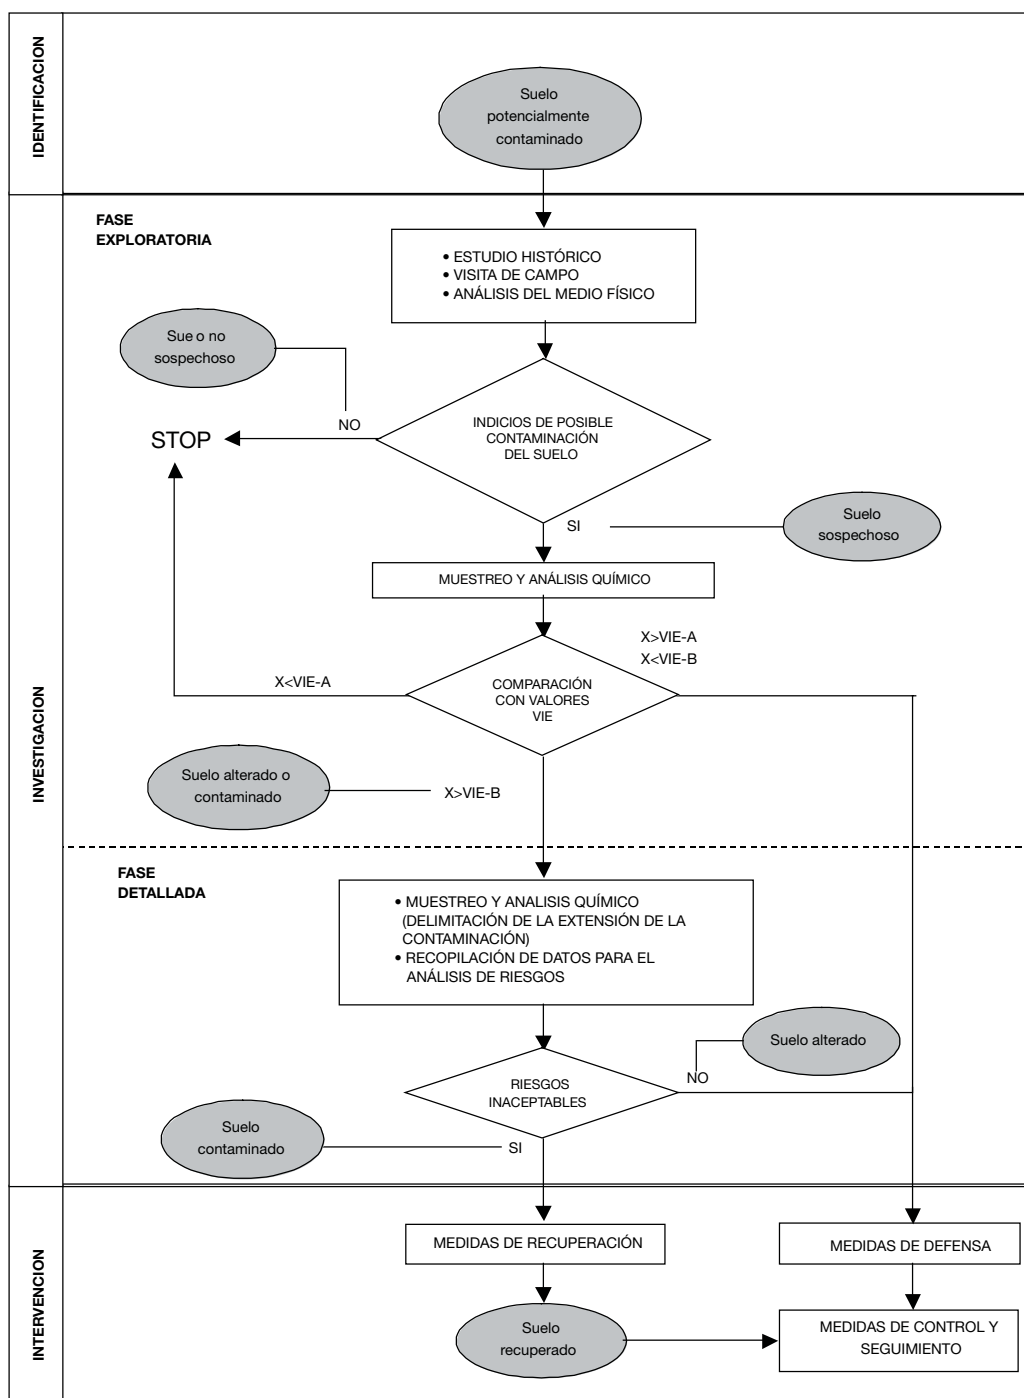 IDENTIFICACION
Suelo
potencialmente
contaminado
INVESTIGACION
FASE
EXPLORATORIA
• ESTUDIO HISTÓRICO
• VISITA DE CAMPO
• ANÁLISIS DEL MEDIO FÍSICO
Sue o no
sospechoso
NO
STOP
INDICIOS DE POSIBLE
CONTAMINACIÓN
DEL SUELO
SI
Suelo
sospechoso
MUESTREO Y ANÁLISIS QUÍMICO
X>VIE-A
X<VIE-B
X<VIE-A
COMPARACIÓN
CON VALORES
VIE
Suelo alterado o
contaminado
X>VIE-B
FASE
DETALLADA
• MUESTREO Y ANALISIS QUÍMICO
(DELIMITACIÓN DE LA EXTENSIÓN DE LA
CONTAMINACIÓN)
• RECOPILACIÓN DE DATOS PARA EL
ANÁLISIS DE RIESGOS
Suelo alterado
NO
RIESGOS
INACEPTABLES
Suelo
contaminado
SI
INTERVENCION
MEDIDAS DE RECUPERACIÓN
MEDIDAS DE DEFENSA
Suelo
recuperado
MEDIDAS DE CONTROL Y
SEGUIMIENTO